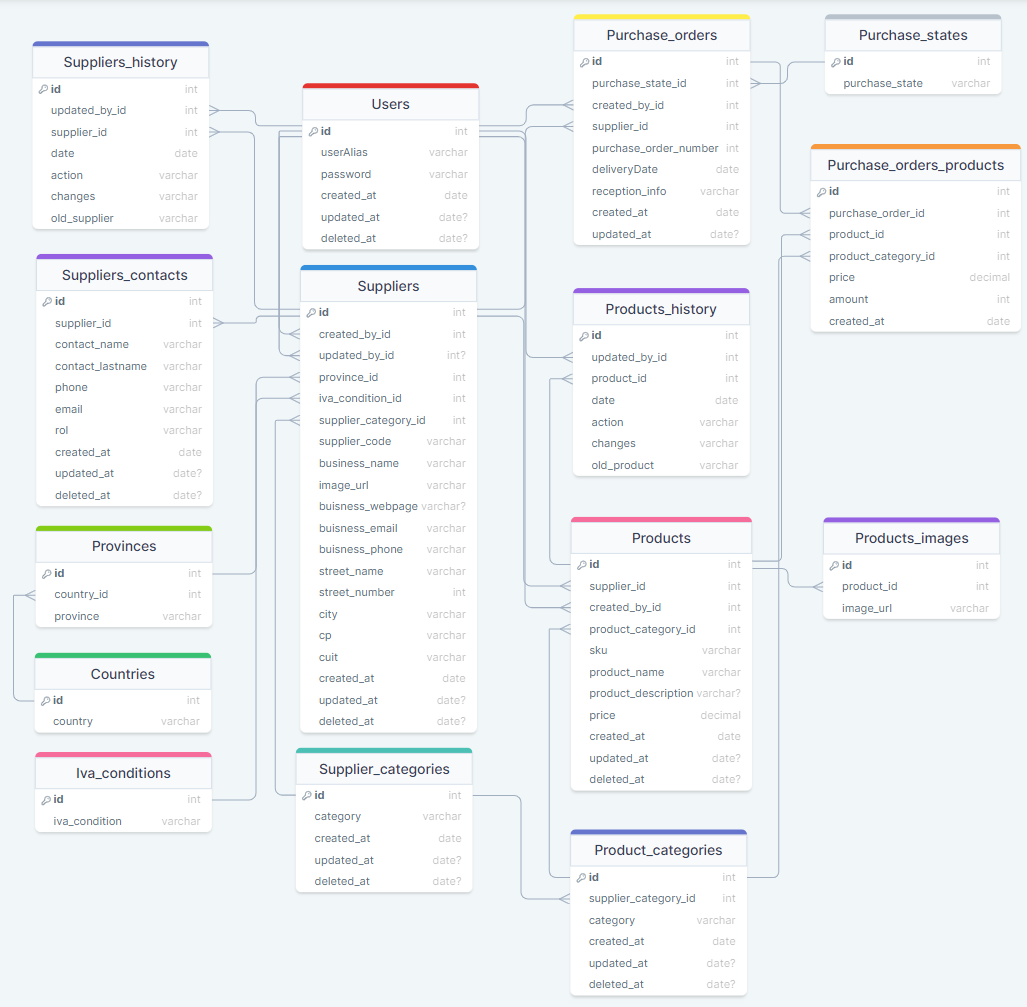 Suppliers_history
id int
updated_by_id int
supplier_id int
date date
action varchar
changes varchar
old_supplier varchar
Suppliers_contacts
id int
supplier_id int
contact_name varchar
contact_lastname varchar
phone varchar
email varchar
rol varchar
created_at date
updated_at date?
deleted_at date?
Provinces
id int
country_id int
province varchar
Countries
id int
country varchar
Iva_conditions
id int
iva_condition varchar
Users
id int
userAlias varchar
password varchar
created_at date
updated_at date?
deleted_at date?
Suppliers
id int
created_by_id int
updated_by_id int?
province_id int
iva_condition_id int
supplier_category_id int
supplier_code varchar
business_name varchar
image_url varchar
buisness_webpage varchar?
buisness_email varchar
buisness_phone varchar
street_name varchar
street_number int
city varchar
cp varchar
cuit varchar
created_at date
updated_at date?
deleted_at date?
Supplier_categories
id int
category varchar
created_at date
updated_at date?
deleted_at date?
Purchase_orders
id int
purchase_state_id int
created_by_id int
supplier_id int
purchase_order_number int
deliveryDate date
reception_info varchar
created_at date
updated_at date?
Products_history
id int
updated_by_id int
product_id int
date date
action varchar
changes varchar
old_product varchar
Products
id int
supplier_id int
created_by_id int
product_category_id int
sku varchar
product_name varchar
product_description varchar?
price decimal
created_at date
updated_at date?
deleted_at date?
Product_categories
id int
supplier_category_id int
category varchar
created_at date
updated_at date?
deleted_at date?
Purchase_states
id int
purchase_state varchar
Purchase_orders_products
id int
purchase_order_id int
product_id int
product_category_id int
price decimal
amount int
created_at date
Products_images
id int
product_id int
image_url varchar